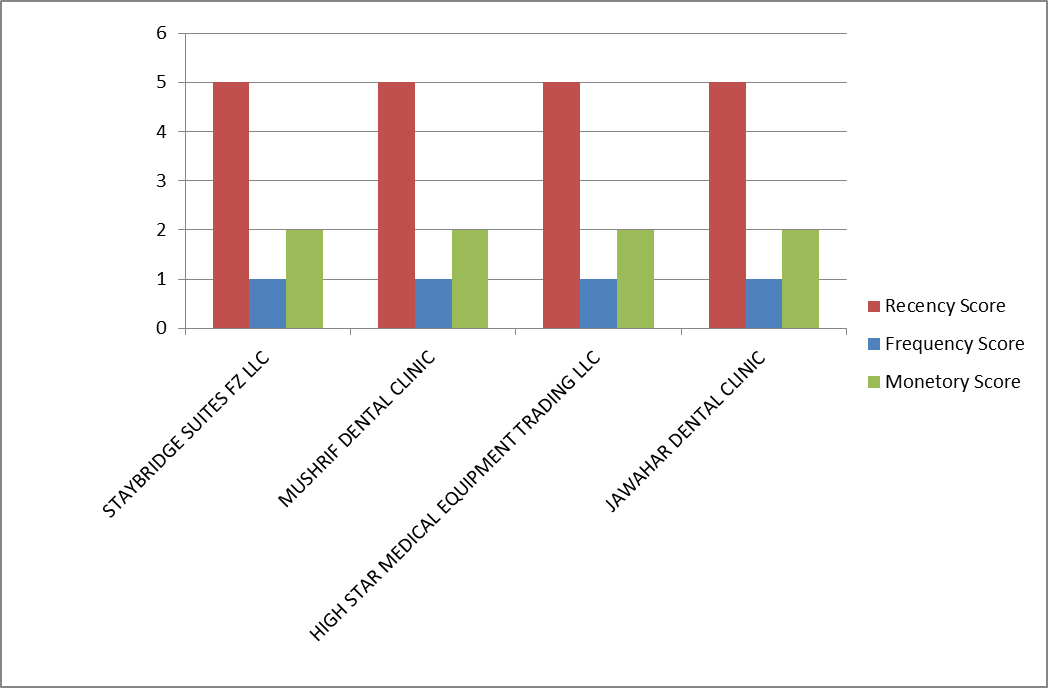 6
5
4
3
2
1
0
STAYBRIDGE SUITES FZ LLC
MUSHRIF DENTAL CLINIC
HIGH STAR MEDICAL EQUIPMENT TRADING LLC
JAWAHAR DENTAL CLINIC
Recency Score
Frequency Score
Monetory Score